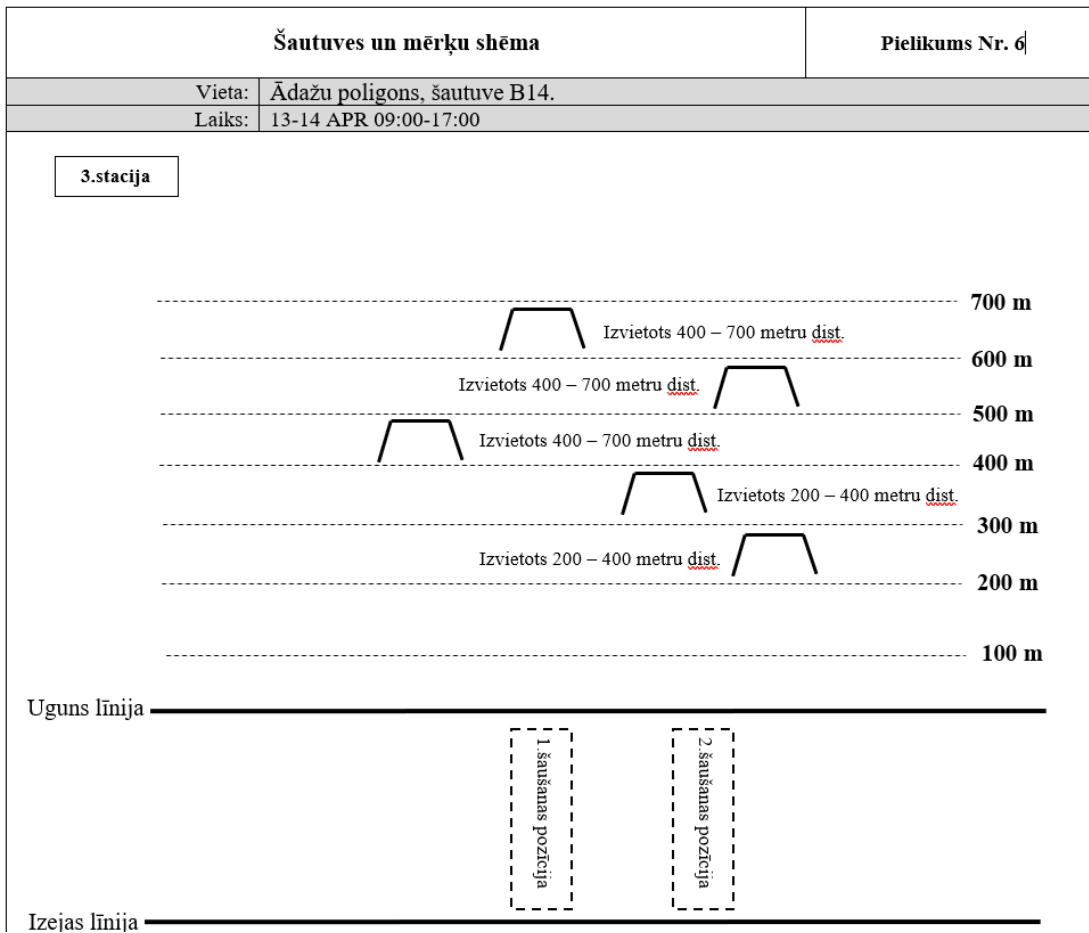 Šautuves un mērķu shēma
Pielikums Nr. 6
Vieta: Ādažu poligons, šautuve B14.
Laiks: 13-14 APR 09:00-17:00
3.stacija
700 m
Izvietots 400 – 700 metru dist.
600 m
Izvietots 400 – 700 metru dist.
500 m
Izvietots 400 – 700 metru dist.
400 m
Izvietots 200 – 400 metru dist.
300 m
Izvietots 200 – 400 metru dist.
200 m
100 m
Uguns līnija
1.šaušanas pozīcija
2.šaušanas pozīcija
Izejas līnija